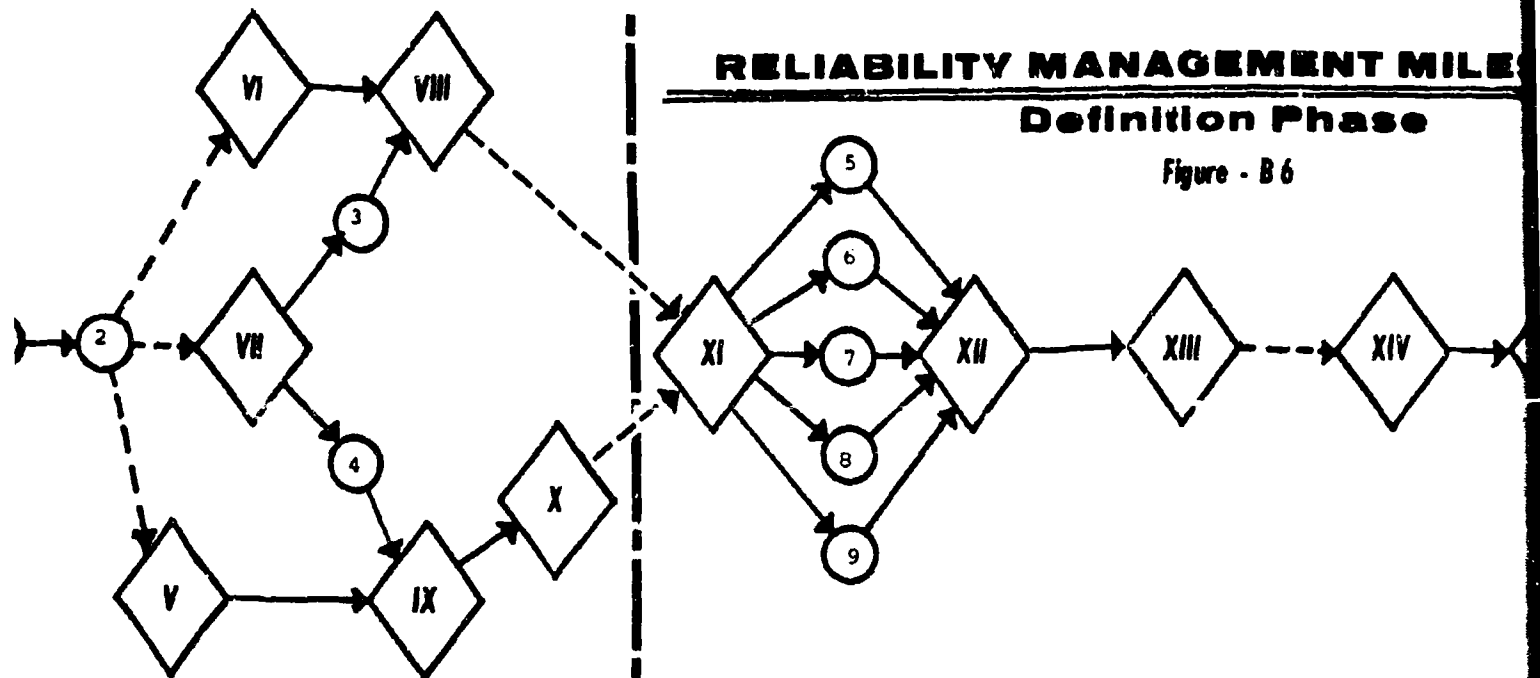 RELIABILITY MANAGEMENT
Definition Phase
Figure - B 6
VI
VIII
5
3
6
2
VII
XI
7
XII
XIII
XIV
4
8
X
9
V
IX